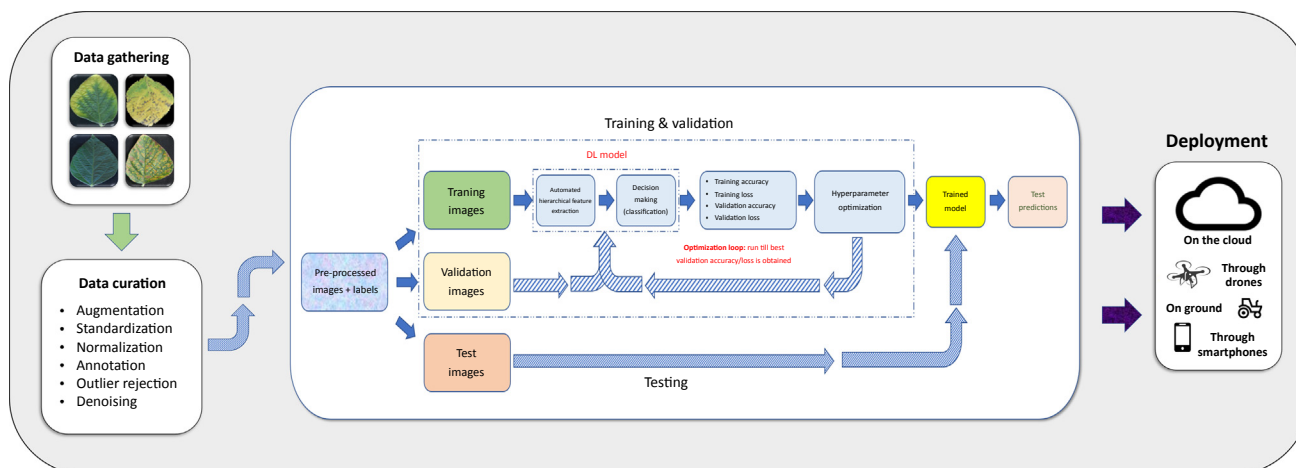 Data gathering
Data curation
• Augmentation
• Standardization
• Normalization
• Annotation
• Outlier rejection
• Denoising
Pre-processed
images + labels
Training & validation
DL model
Traning
images
Automated
hierarchical feature
extraction
Decision
making
(classification)
• Training accuracy
• Training loss
• Validation accuracy
• Validation loss
Hyperparameter
optimization
Trained
model
Test
predictions
Optimization loop: run till best
validation accuracy/loss is obtained
Validation
images
Test
images
Testing
Deployment
On the cloud
Through
drones
On ground
Through
smartphones